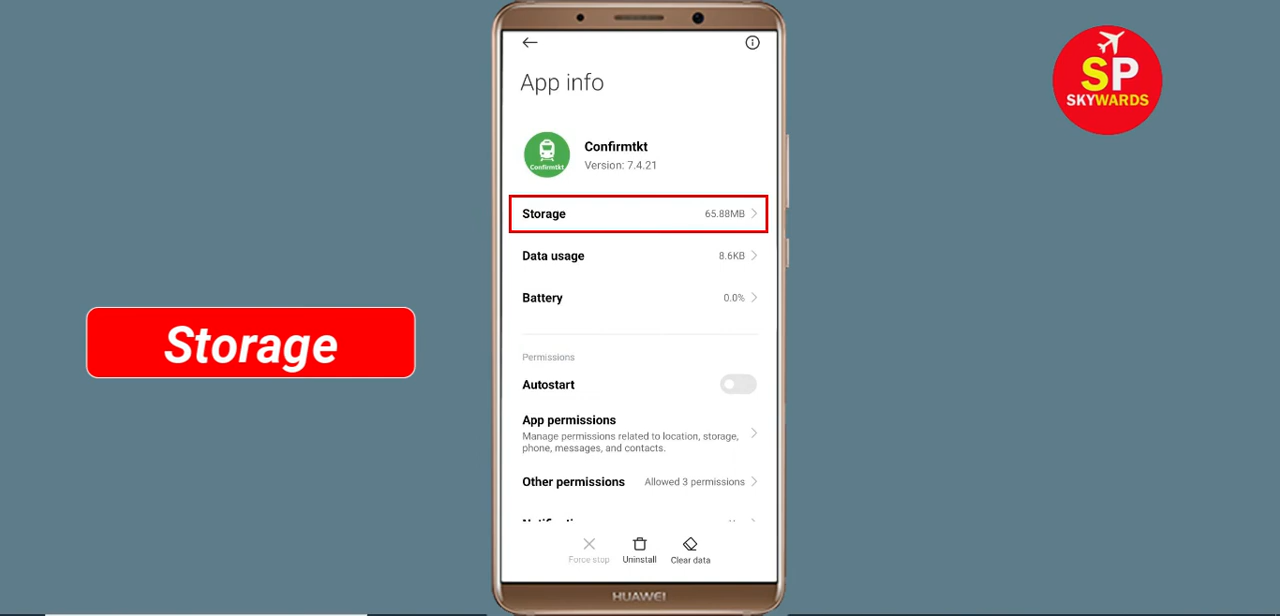 SP
SKYWARDS
App info
Confirmtkt
Confirmtkt
Version: 7.4.21
Storage 65.88MB
Data usage 8.6KB
Battery 0.0%
Storage
Permissions
Autostart
App permissions
Manage permissions related to location, storage,
phone, messages, and contacts.
Other permissions Allowed 3 permissions
Force stop Uninstall Clear data
HUAWEI